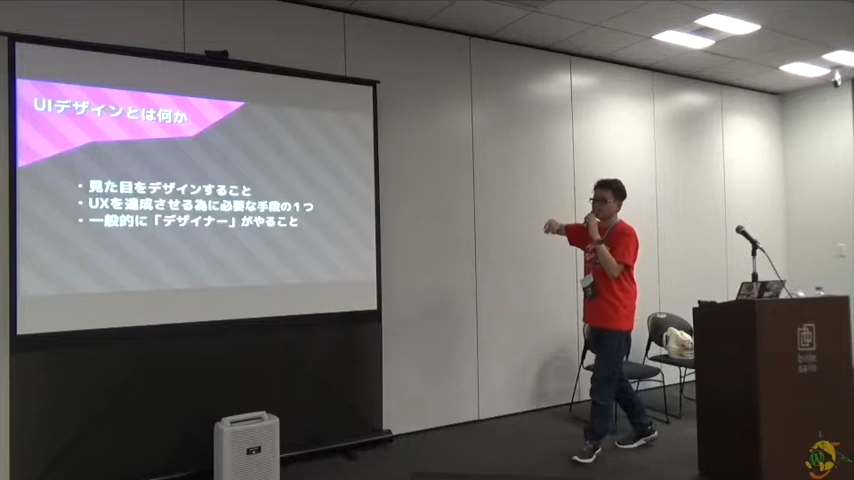 UIデザインとは何か
・見た目をデザインすること
・UXを達成させる為に必要な手段の1つ
・一般的に「デザイナー」がやること